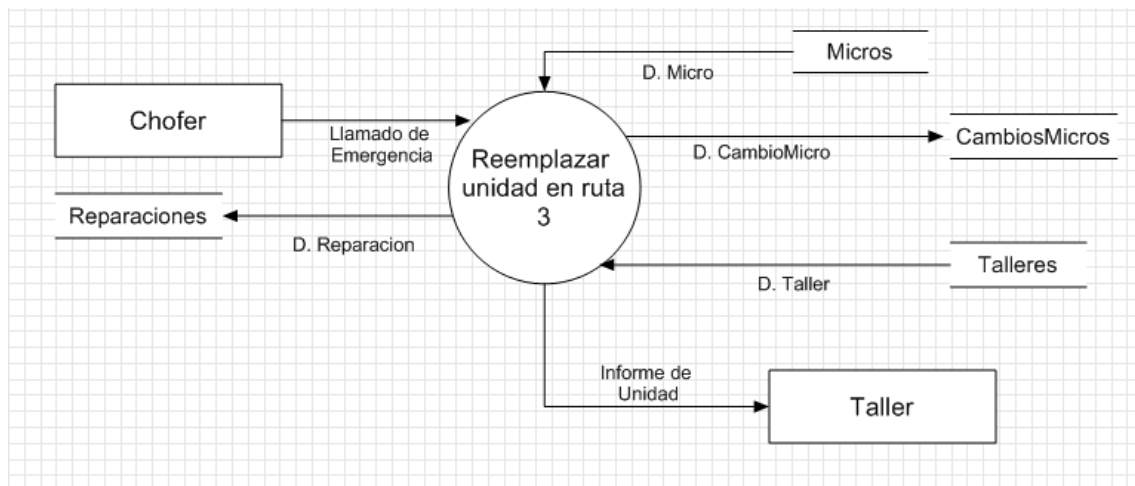 Micros
D. Micro
Chofer
Llamado de
Emergencia
CambiosMicros
D. CambioMicro
Reemplazar
unidad en ruta
3
Reparaciones
D. Reparacion
Talleres
D. Taller
Informe de
Unidad
Taller